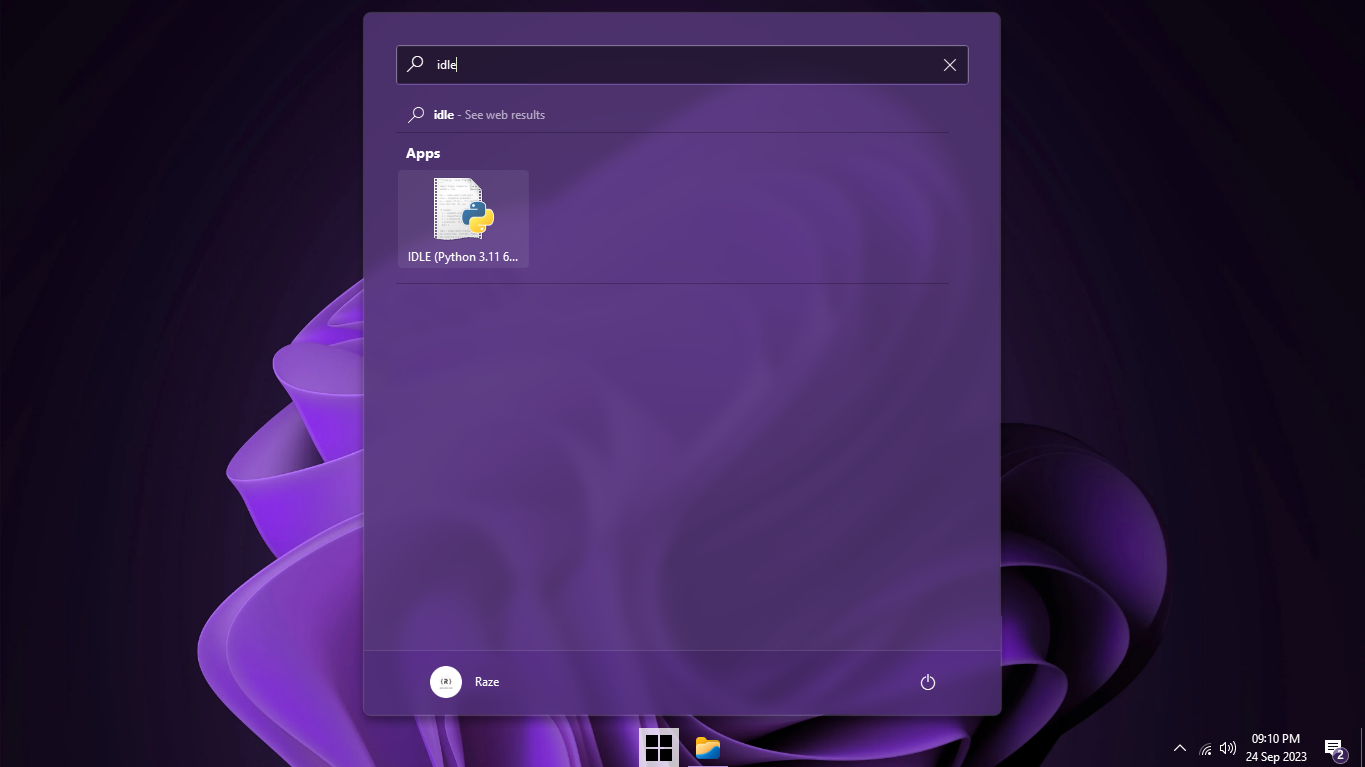 idle
idle - See web results
Apps
IDLE (Python 3.11 6...
Raze
09:10 PM
24 Sep 2023
2